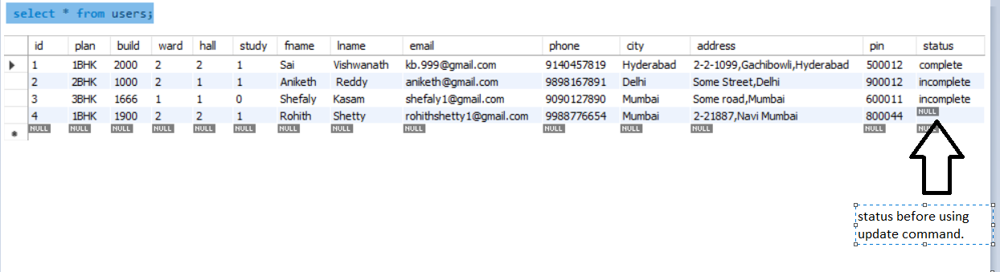 select * from users;
id plan build ward hall study fname lname email phone city address pin status
1 1BHK 2000 2 2 1 Sai Vishwanath kb.999@gmail.com 9140457819 Hyderabad 2-2-1099,Gachibowli,Hyderabad 500012 complete
2 2BHK 1000 2 1 1 Aniketh Reddy aniketh@gmail.com 9898167891 Delhi Some Street,Delhi 900012 incomplete
3 3BHK 1666 1 1 0 Shefaly Kasam shefaly1@gmail.com 9090127890 Mumbai Some road,Mumbai 600011 incomplete
4 1BHK 1900 2 2 1 Rohith Shetty rohithshetty1@gmail.com 9988776654 Mumbai 2-21887,Navi Mumbai 800044 NULL
NULL NULL NULL NULL NULL NULL NULL NULL NULL NULL NULL NULL NULL NULL
status before using
update command.